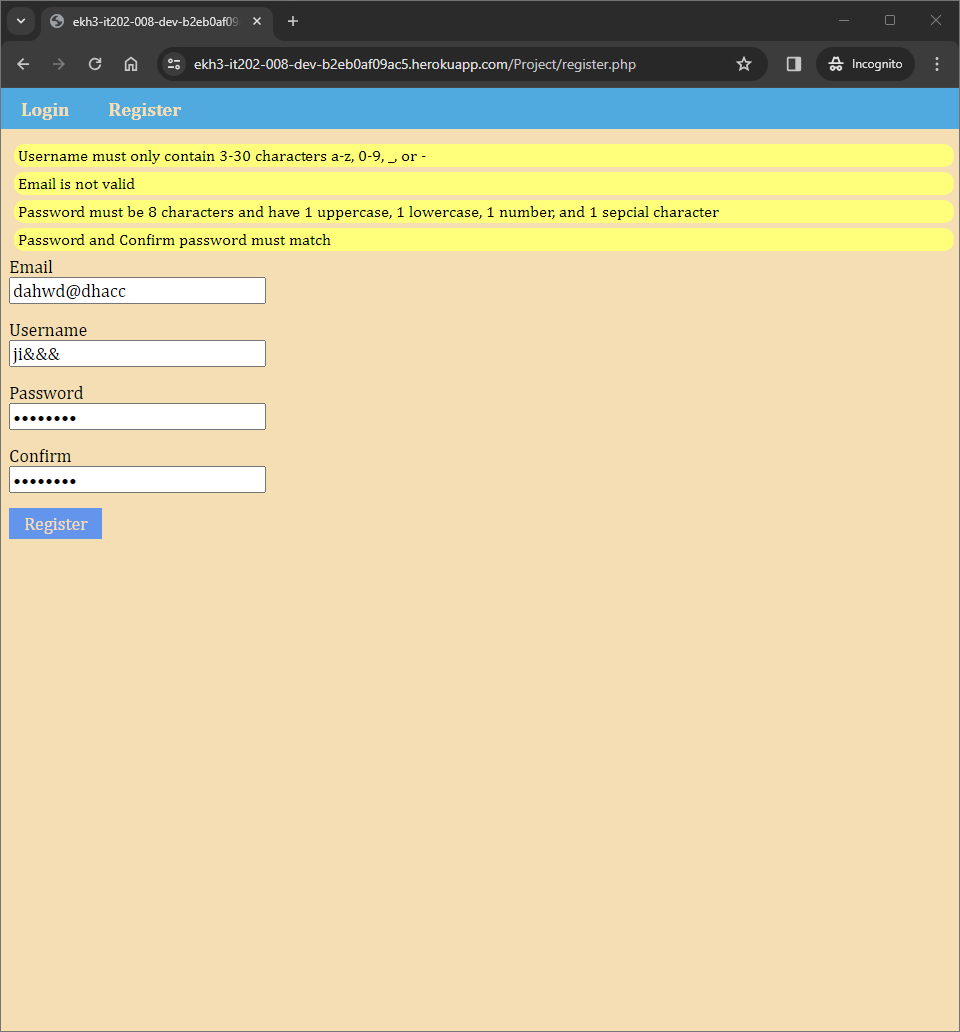 ekh3-it202-008-dev-b2eb0af09
ekh3-it202-008-dev-b2eb0af09ac5.herokuapp.com/Project/register.php
Incognito
Login Register
Username must only contain 3-30 characters a-z, 0-9, _, or -
Email is not valid
Password must be 8 characters and have 1 uppercase, 1 lowercase, 1 number, and 1 sepcial character
Password and Confirm password must match
Email
dahwd@dhacc
Username
ji&&&
Password
••••••••
Confirm
••••••••
Register